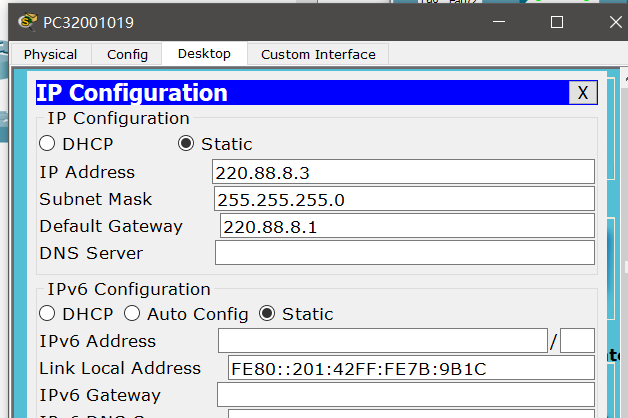 PC32001019
Physical Config Desktop Custom Interface
IP Configuration X
IP Configuration
DHCP Static
IP Address 220.88.8.3
Subnet Mask 255.255.255.0
Default Gateway 220.88.8.1
DNS Server
IPv6 Configuration
DHCP Auto Config Static
IPv6 Address /
Link Local Address FE80::201:42FF:FE7B:9B1C
IPv6 Gateway